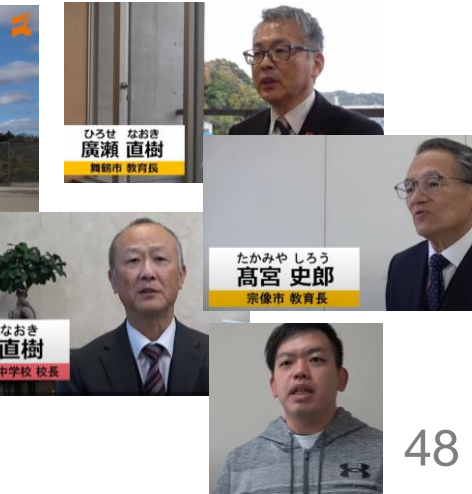 ひろせ なおき
廣瀬 直樹
舞鶴市 教育長
たかみや しろう
髙宮 史郎
宗像市 教育長
なおき
直樹
中学校 校長
48